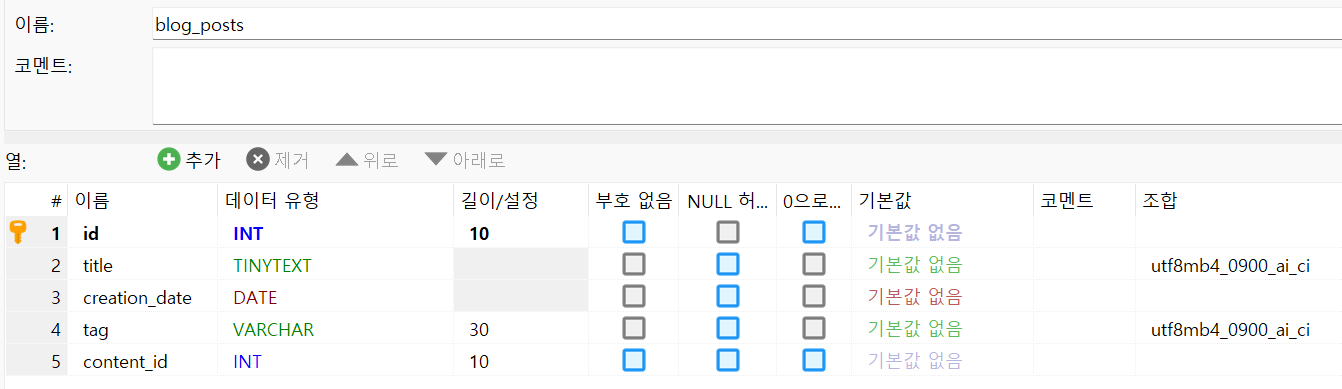 이름: blog_posts
코멘트:
열: 추가 제거 위로 아래로
# 이름 데이터 유형 길이/설정 부호 없음 NULL 허... 0으로... 기본값 코멘트 조합
1 id INT 10 기본값 없음
2 title TINYTEXT 기본값 없음 utf8mb4_0900_ai_ci
3 creation_date DATE 기본값 없음
4 tag VARCHAR 30 기본값 없음 utf8mb4_0900_ai_ci
5 content_id INT 10 기본값 없음